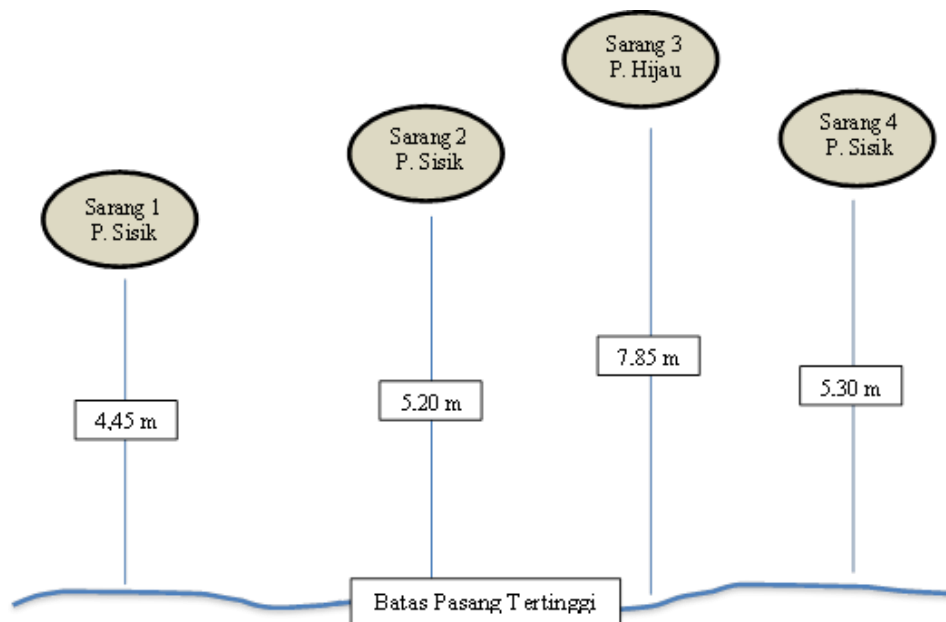 Sarang 1
P. Sisik
Sarang 2
P. Sisik
Sarang 3
P. Hijau
Sarang 4
P. Sisik
4,45 m
5.20 m
7.85 m
5.30 m
Batas Pasang Tertinggi